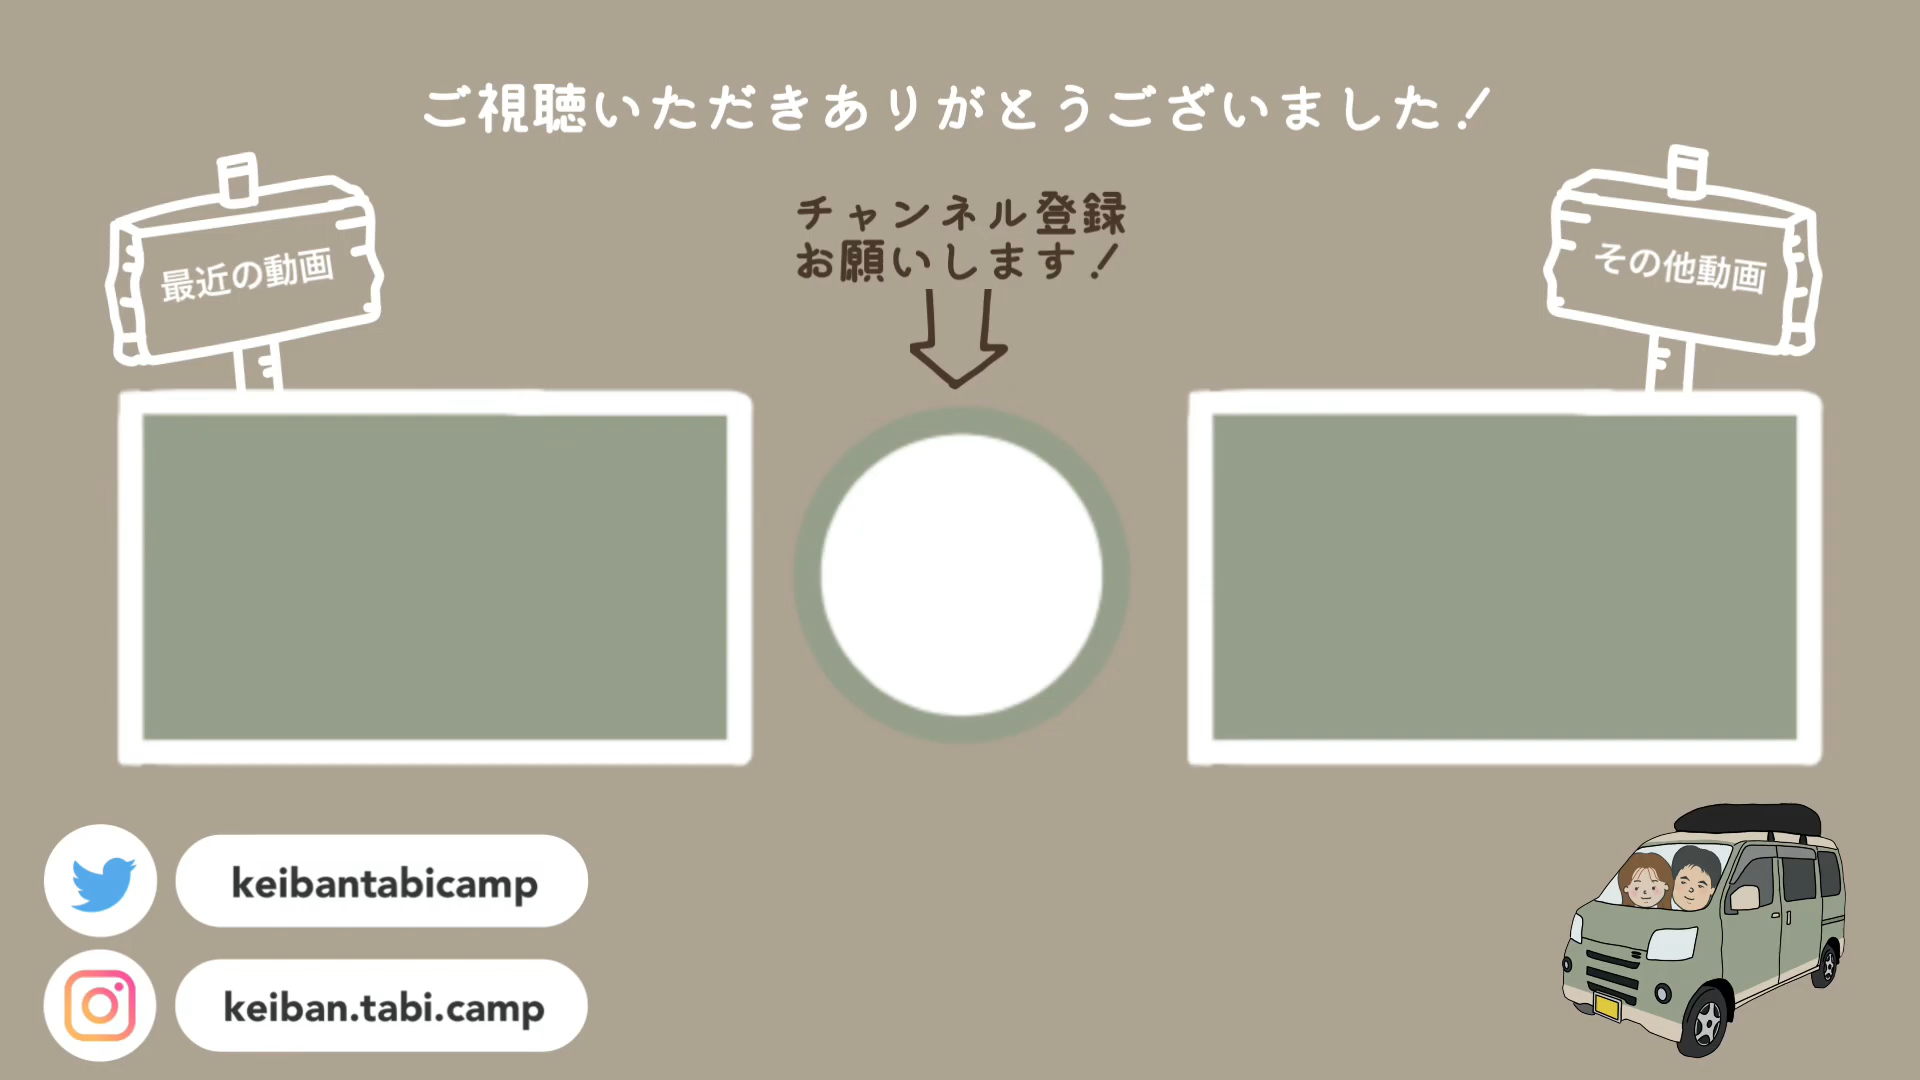 ご視聴いただきありがとうございました！
チャンネル登録
お願いします！
最近の動画
その他動画
keibantabicamp
keiban.tabi.camp